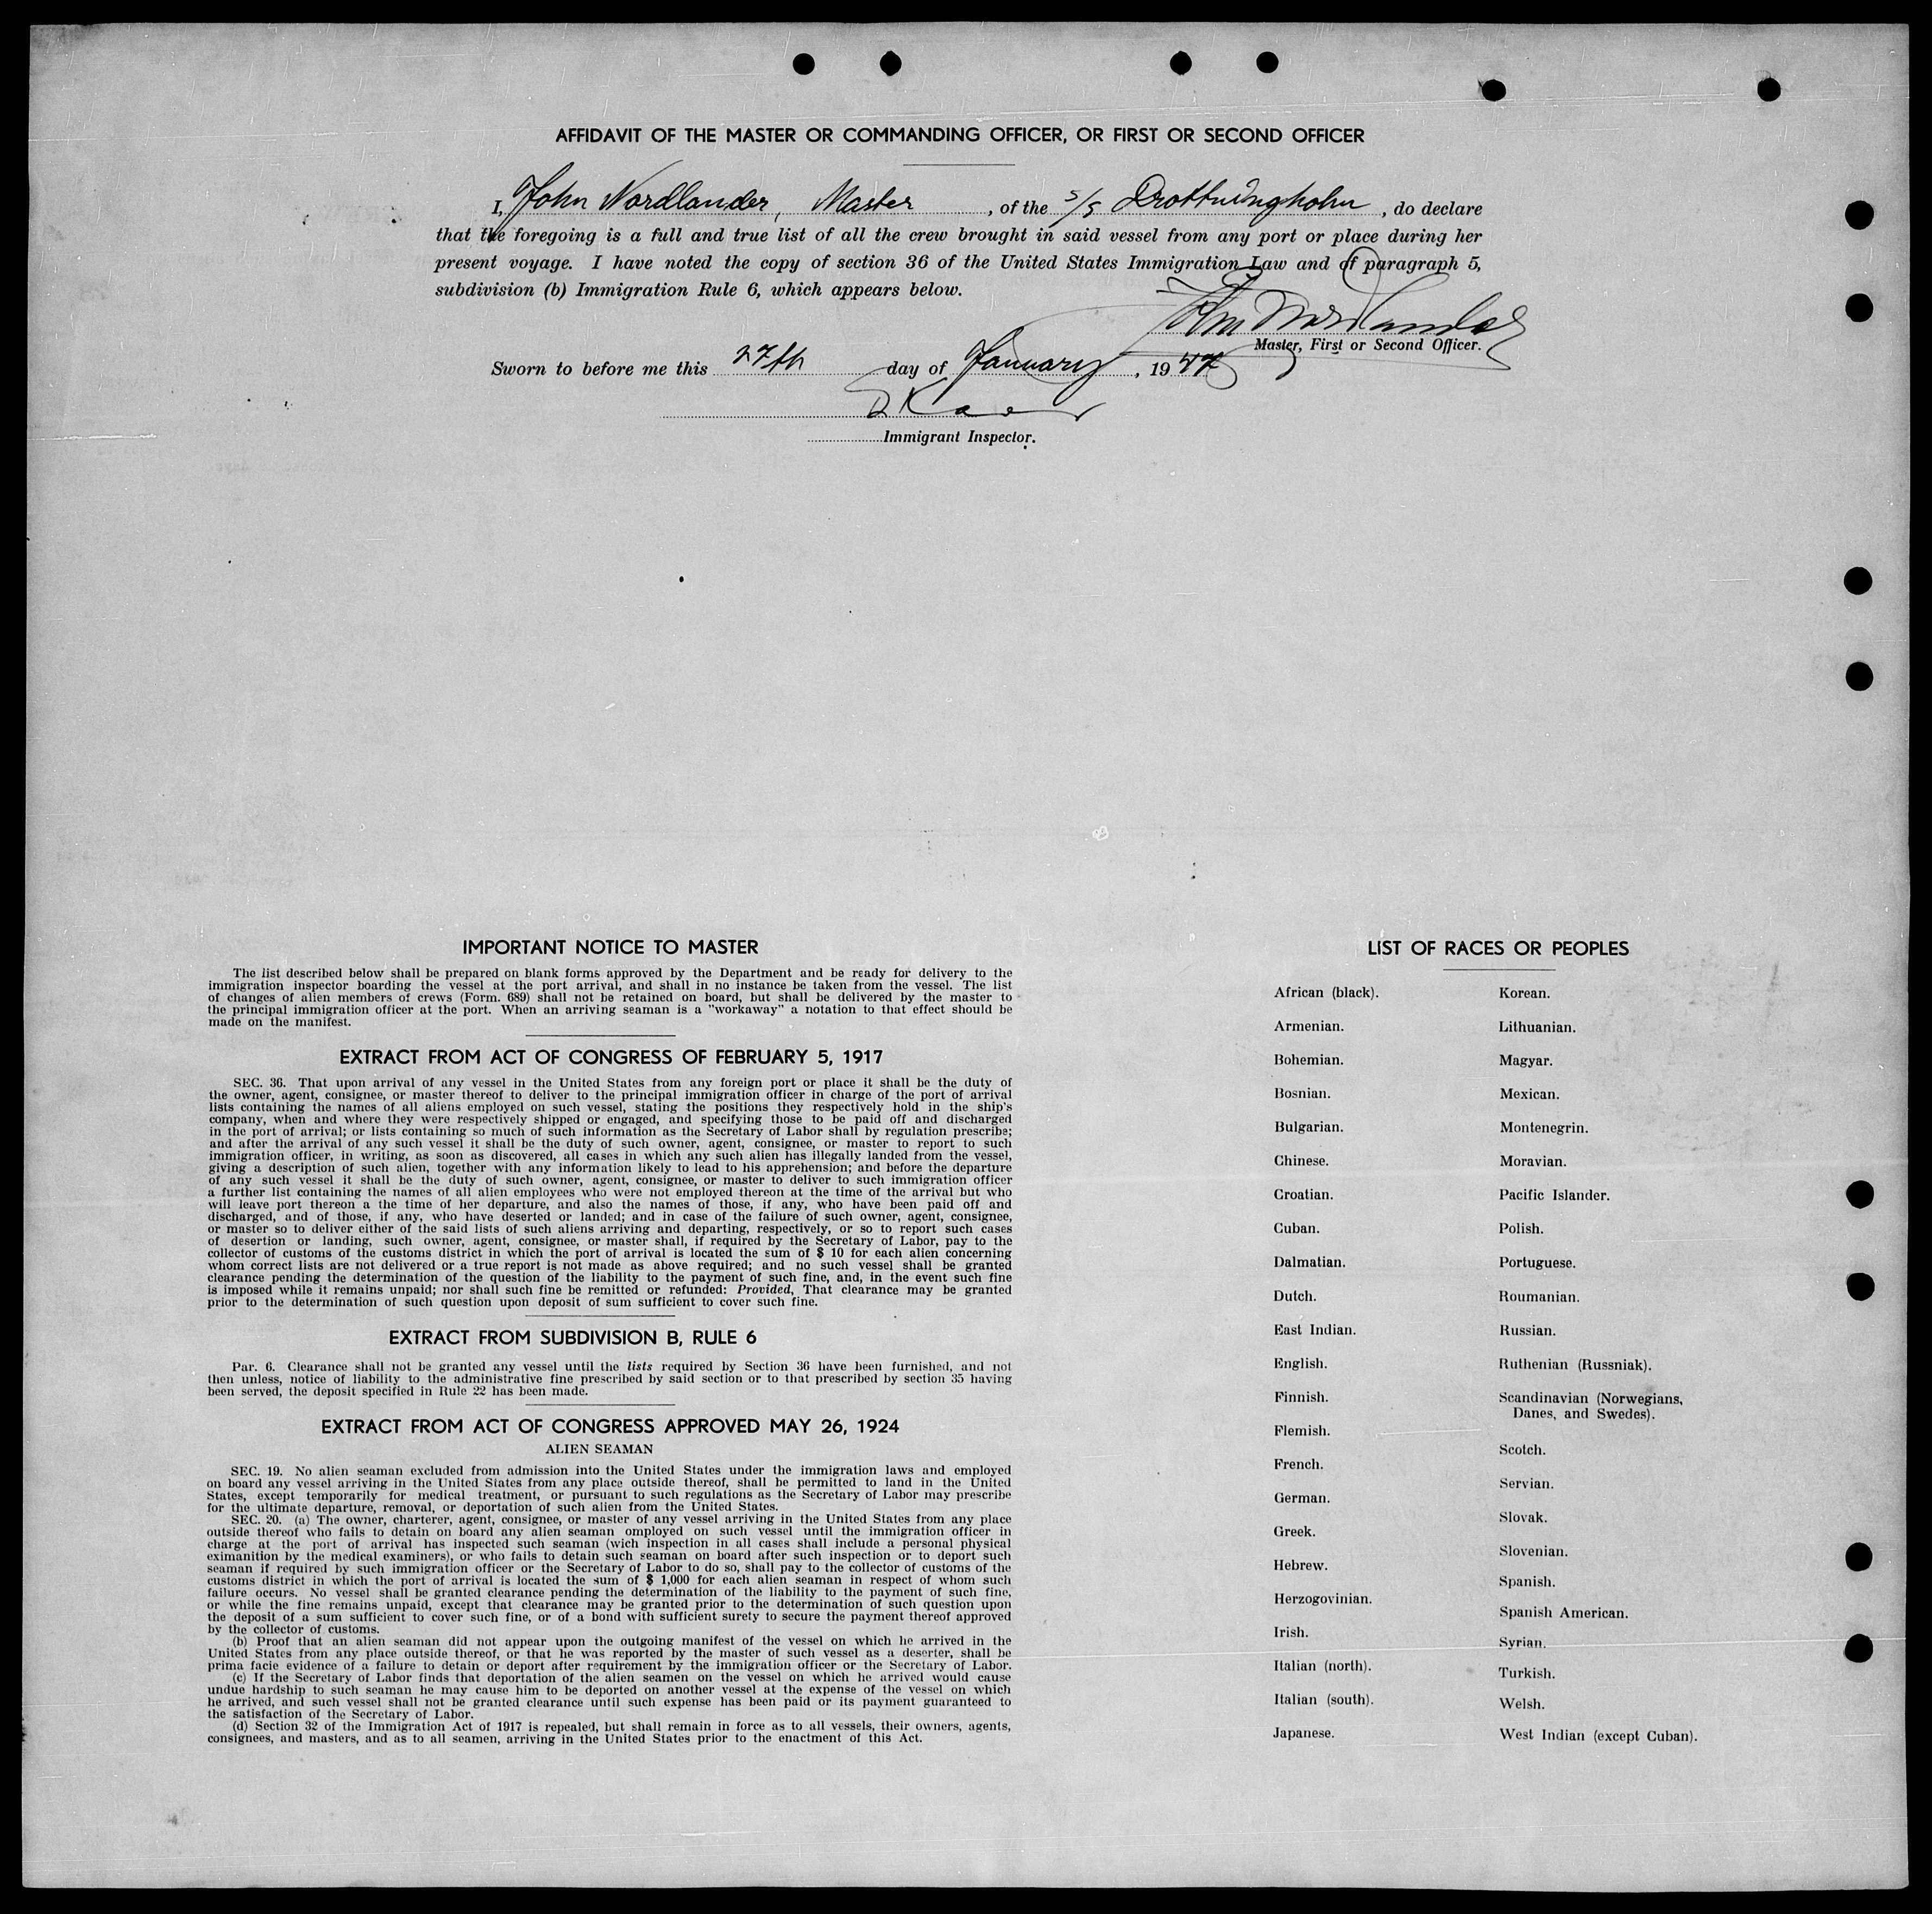 AFFIDAVIT OF THE MASTER OR COMMANDING OFFICER, OR FIRST OR SECOND OFFICER
I, John Nordlander, Master, of the S/S Drottningholm, do declare
that the foregoing is a full and true list of all the crew brought in said vessel from any port or place during her
present voyage. I have noted the copy of section 36 of the United States Immigration Law and of paragraph 5,
subdivision (b) Immigration Rule 6, which appears below.
John Nordlander
Master, First or Second Officer.
Sworn to before me this 27th day of January, 1947
Immigrant Inspector.
IMPORTANT NOTICE TO MASTER
The list described below shall be prepared on blank forms approved by the Department and be ready for delivery to the
immigration inspector boarding the vessel at the port arrival, and shall in no instance be taken from the vessel. The list
of changes of alien members of crews (Form. 689) shall not be retained on board, but shall be delivered by the master to
the principal immigration officer at the port. When an arriving seaman is a "workaway" a notation to that effect should be
made on the manifest.
EXTRACT FROM ACT OF CONGRESS OF FEBRUARY 5, 1917
SEC. 36. That upon arrival of any vessel in the United States from any foreign port or place it shall be the duty of
the owner, agent, consignee, or master thereof to deliver to the principal immigration officer in charge of the port of arrival
lists containing the names of all aliens employed on such vessel, stating the positions they respectively hold in the ship's
company, when and where they were respectively shipped or engaged, and specifying those to be paid off and discharged
in the port of arrival; or lists containing so much of such information as the Secretary of Labor shall by regulation prescribe;
and after the arrival of any such vessel it shall be the duty of such owner, agent, consignee, or master to report to such
immigration officer, in writing, as soon as discovered, all cases in which any such alien has illegally landed from the vessel,
giving a description of such alien, together with any information likely to lead to his apprehension; and before the departure
of any such vessel it shall be the duty of such owner, agent, consignee, or master to deliver to such immigration officer
a further list containing the names of all alien employees who were not employed thereon at the time of the arrival but who
will leave port thereon a the time of her departure, and also the names of those, if any, who have been paid off and
discharged, and of those, if any, who have deserted or landed; and in case of the failure of such owner, agent, consignee,
or master so to deliver either of the said lists of such aliens arriving and departing, respectively, or so to report such cases
of desertion or landing, such owner, agent, consignee, or master shall, if required by the Secretary of Labor, pay to the
collector of customs of the customs district in which the port of arrival is located the sum of $ 10 for each alien concerning
whom correct lists are not delivered or a true report is not made as above required; and no such vessel shall be granted
clearance pending the determination of the question of the liability to the payment of such fine, and, in the event such fine
is imposed while it remains unpaid; nor shall such fine be remitted or refunded: Provided, That clearance may be granted
prior to the determination of such question upon deposit of sum sufficient to cover such fine.
EXTRACT FROM SUBDIVISION B, RULE 6
Par. 6. Clearance shall not be granted any vessel until the lists required by Section 36 have been furnished, and not
then unless, notice of liability to the administrative fine prescribed by said section or to that prescribed by section 35 having
been served, the deposit specified in Rule 22 has been made.
EXTRACT FROM ACT OF CONGRESS APPROVED MAY 26, 1924
ALIEN SEAMAN
SEC. 19. No alien seaman excluded from admission into the United States under the immigration laws and employed
on board any vessel arriving in the United States from any place outside thereof, shall be permitted to land in the United
States, except temporarily for medical treatment, or pursuant to such regulations as the Secretary of Labor may prescribe
for the ultimate departure, removal, or deportation of such alien from the United States.
SEC. 20. (a) The owner, charterer, agent, consignee, or master of any vessel arriving in the United States from any place
outside thereof who fails to detain on board any alien seaman omployed on such vessel until the immigration officer in
charge at the port of arrival has inspected such seaman (wich inspection in all cases shall include a personal physical
eximanition by the medical examiners), or who fails to detain such seaman on board after such inspection or to deport such
seaman if required by such immigration officer or the Secretary of Labor to do so, shall pay to the collector of customs of the
customs district in which the port of arrival is located the sum of $ 1,000 for each alien seaman in respect of whom such
failure occurs. No vessel shall be granted clearance pending the determination of the liability to the payment of such fine,
or while the fine remains unpaid, except that clearance may be granted prior to the determination of such question upon
the deposit of a sum sufficient to cover such fine, or of a bond with sufficient surety to secure the payment thereof approved
by the collector of customs.
(b) Proof that an alien seaman did not appear upon the outgoing manifest of the vessel on which he arrived in the
United States from any place outside thereof, or that he was reported by the master of such vessel as a deserter, shall be
prima facie evidence of a failure to detain or deport after requirement by the immigration officer or the Secretary of Labor.
(c) If the Secretary of Labor finds that deportation of the alien seamen on the vessel on which he arrived would cause
undue hardship to such seaman he may cause him to be deported on another vessel at the expense of the vessel on which
he arrived, and such vessel shall not be granted clearance until such expense has been paid or its payment guaranteed to
the satisfaction of the Secretary of Labor.
(d) Section 32 of the Immigration Act of 1917 is repealed, but shall remain in force as to all vessels, their owners, agents,
consignees, and masters, and as to all seamen, arriving in the United States prior to the enactment of this Act.
LIST OF RACES OR PEOPLES
African (black).
Armenian.
Bohemian.
Bosnian.
Bulgarian.
Chinese.
Croatian.
Cuban.
Dalmatian.
Dutch.
East Indian.
English.
Finnish.
Flemish.
French.
German.
Greek.
Hebrew.
Herzogovinian.
Irish.
Italian (north).
Italian (south).
Japanese.
Korean.
Lithuanian.
Magyar.
Mexican.
Montenegrin.
Moravian.
Pacific Islander.
Polish.
Portuguese.
Roumanian.
Russian.
Ruthenian (Russniak).
Scandinavian (Norwegians,
Danes, and Swedes).
Scotch.
Servian.
Slovak.
Slovenian.
Spanish.
Spanish American.
Syrian.
Turkish.
Welsh.
West Indian (except Cuban).